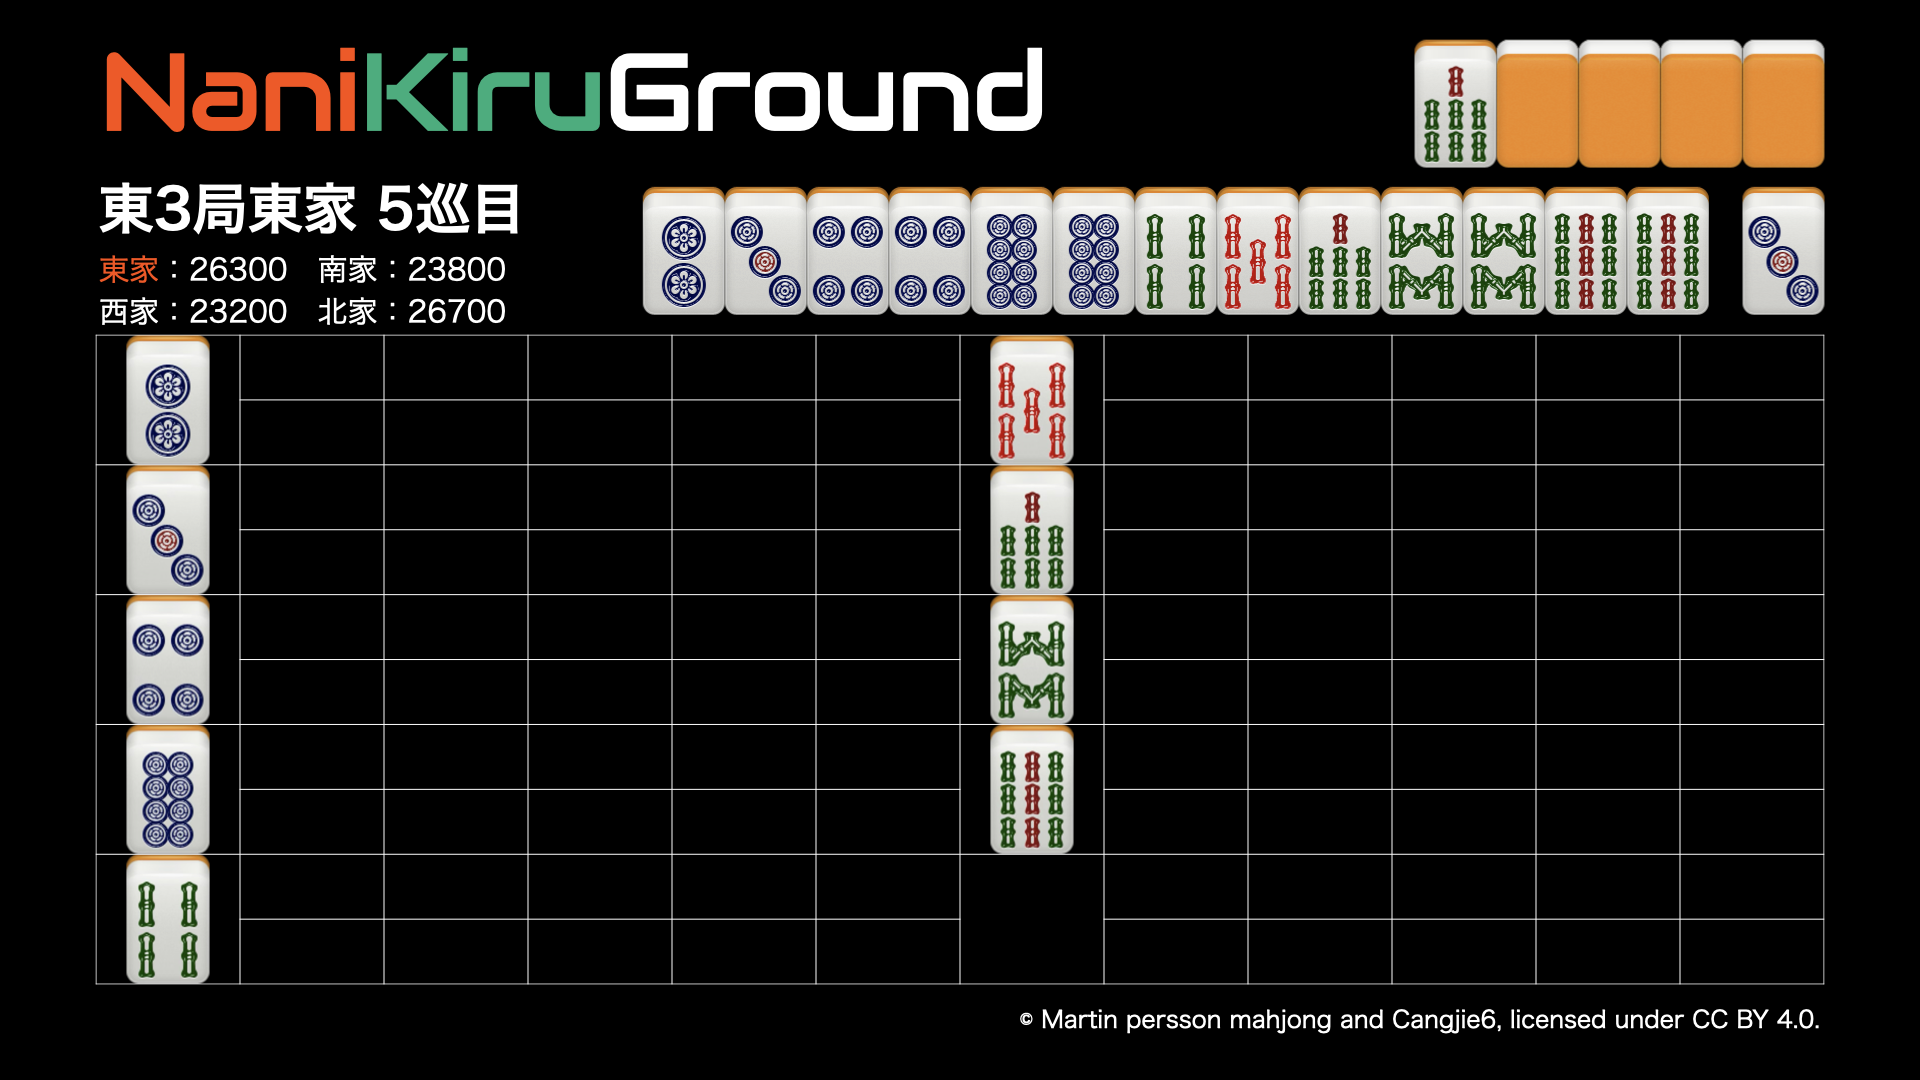 NaniKiruGround
東3局東家 5巡目
東家：26300 南家：23800
西家：23200 北家：26700
© Martin persson mahjong and Cangjie6, licensed under CC BY 4.0.